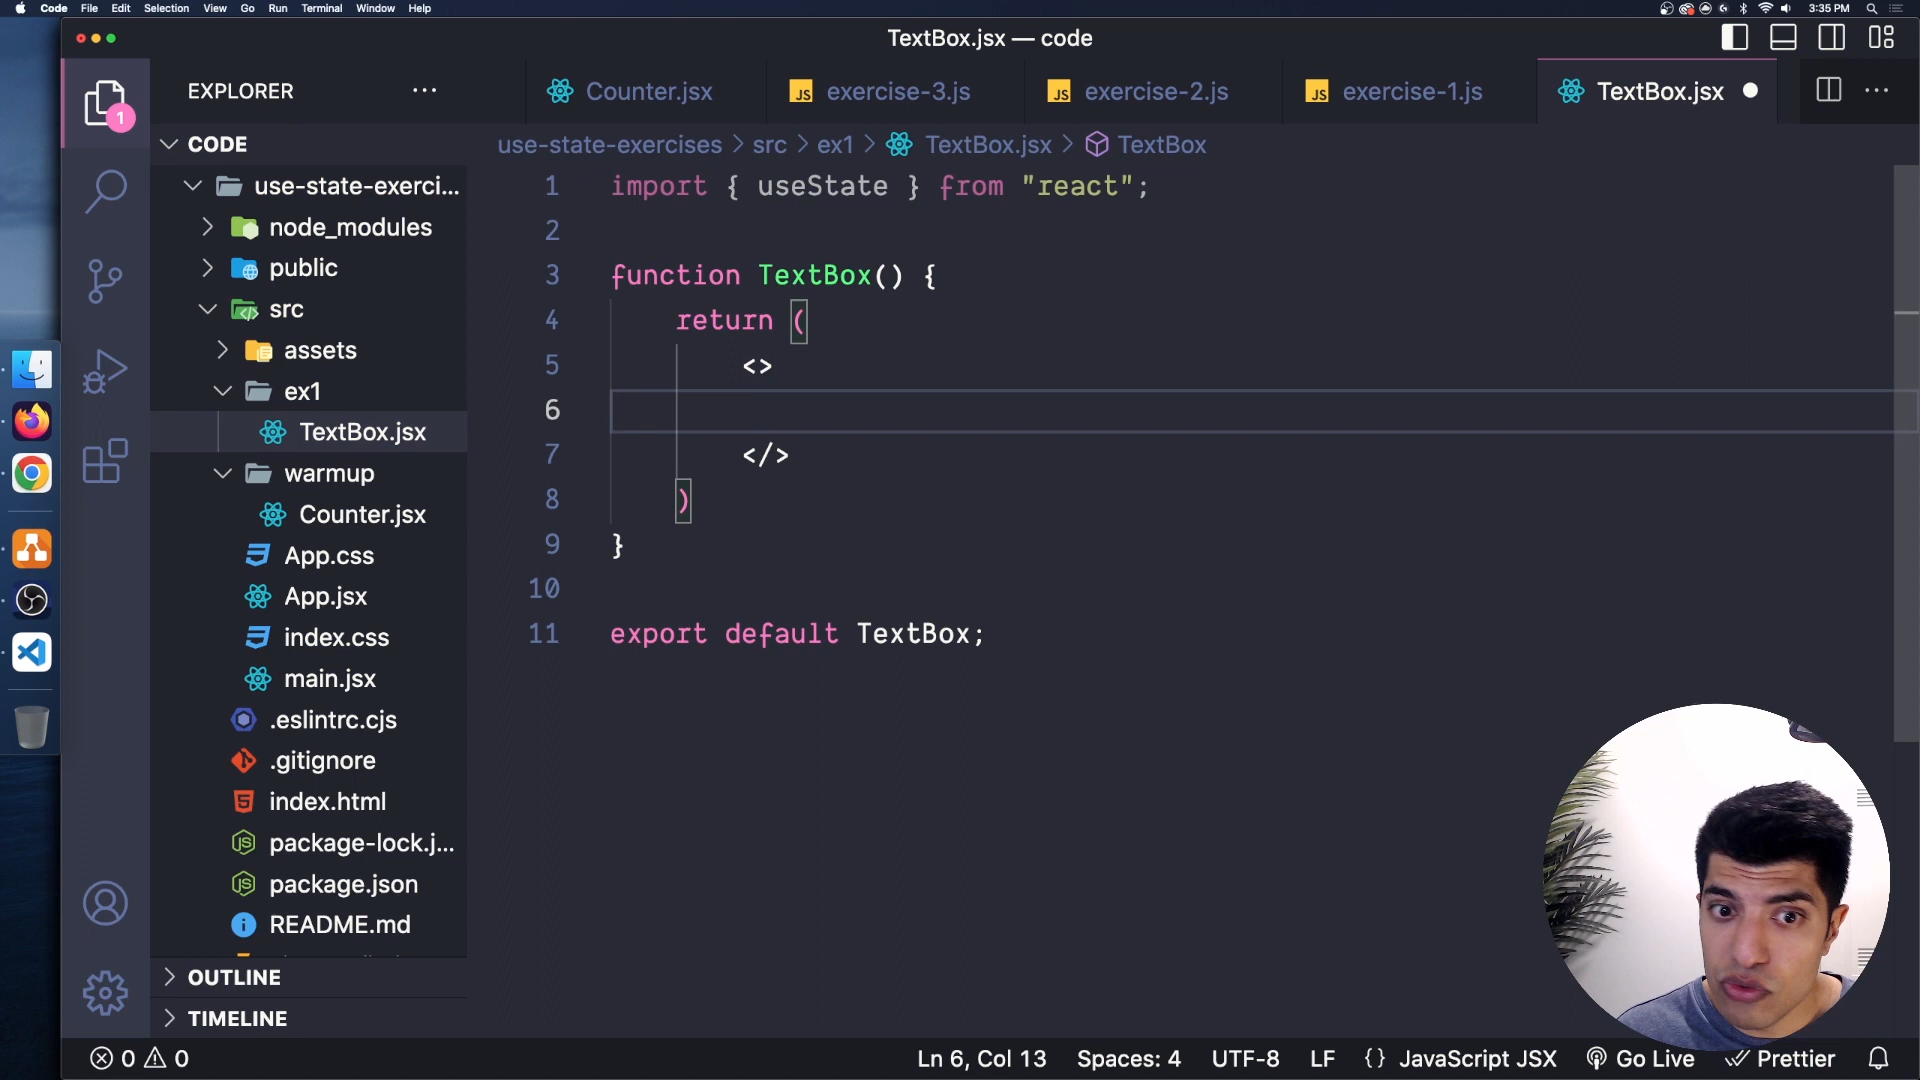 Code File Edit Selection View Go Run Terminal Window Help 3:35 PM
TextBox.jsx — code
EXPLORER
Counter.jsx JS exercise-3.js JS exercise-2.js JS exercise-1.js TextBox.jsx
1
CODE
use-state-exercises > src > ex1 > TextBox.jsx > TextBox
use-state-exerci...
node_modules
public
src
assets
ex1
TextBox.jsx
warmup
Counter.jsx
App.css
App.jsx
index.css
main.jsx
.eslintrc.cjs
.gitignore
index.html
package-lock.j...
package.json
README.md
OUTLINE
TIMELINE
1 import { useState } from "react";
2
3 function TextBox() {
4 return (
5 <>
6
7 </>
8 )
9 }
10
11 export default TextBox;
0 0 Ln 6, Col 13 Spaces: 4 UTF-8 LF {} JavaScript JSX Go Live Prettier